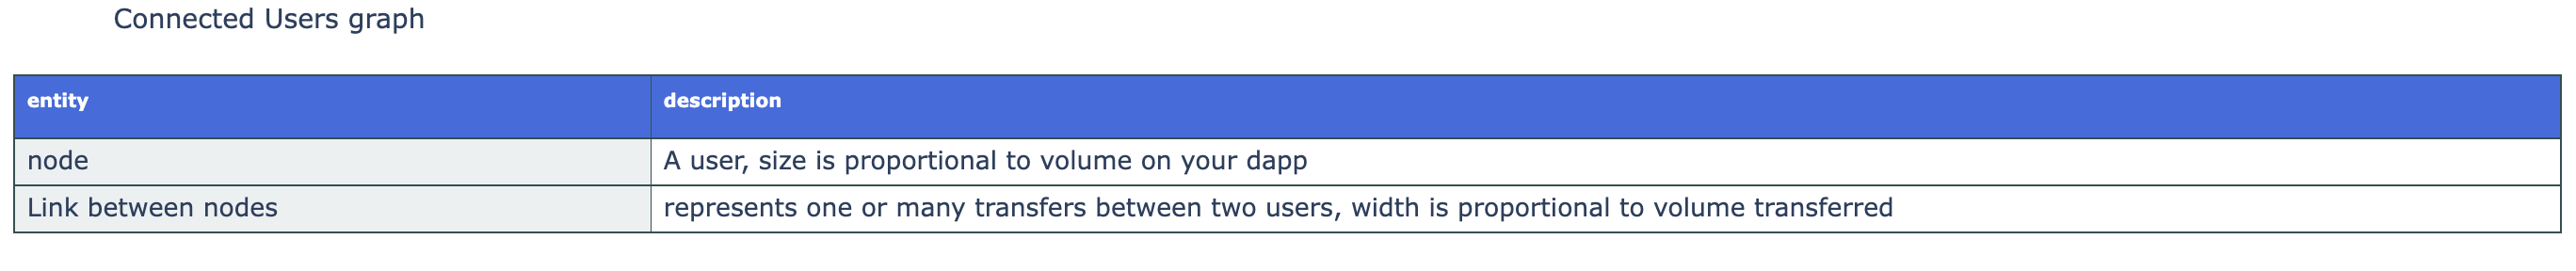 Connected Users graph
entity description
node A user, size is proportional to volume on your dapp
Link between nodes represents one or many transfers between two users, width is proportional to volume transferred